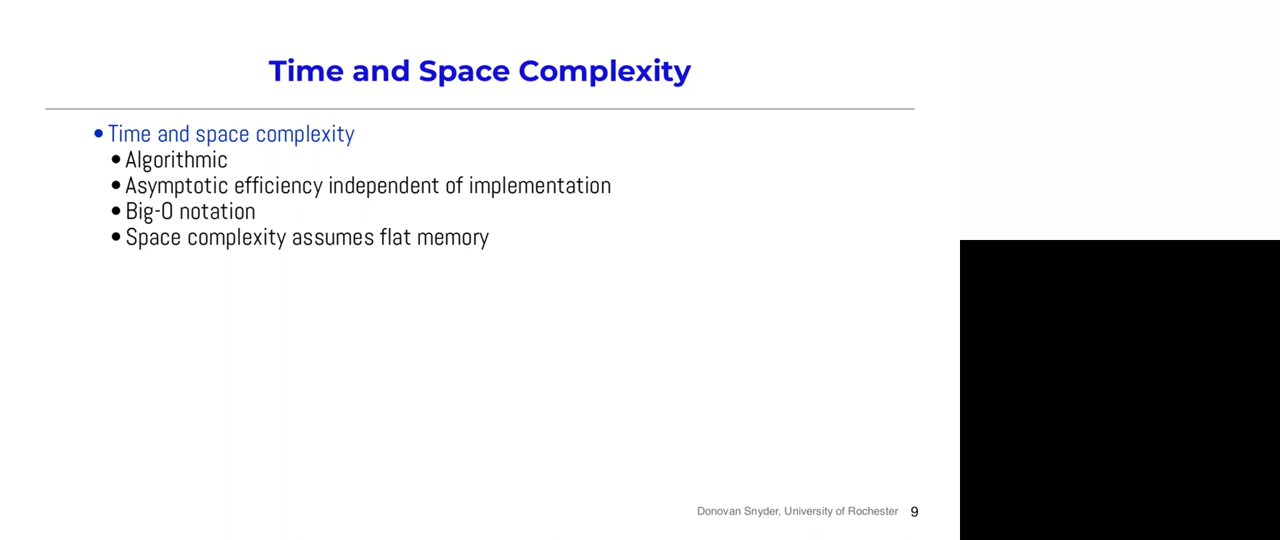 Time and Space Complexity
• Time and space complexity
• Algorithmic
• Asymptotic efficiency independent of implementation
• Big-O notation
• Space complexity assumes flat memory
Donovan Snyder, University of Rochester 9